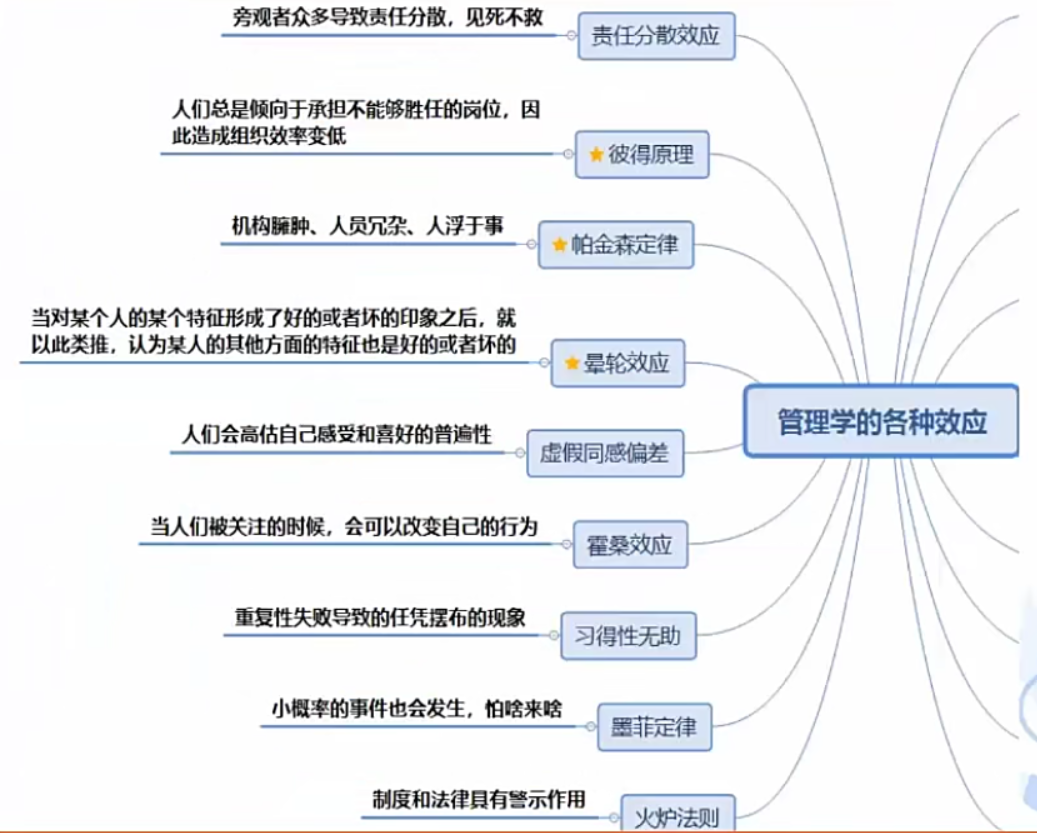 旁观者众多导致责任分散，见死不救
责任分散效应
人们总是倾向于承担不能够胜任的岗位，因
此造成组织效率变低
彼得原理
机构臃肿、人员冗杂、人浮于事
帕金森定律
当对某个人的某个特征形成了好的或者坏的印象之后，就
以此类推，认为某人的其他方面的特征也是好的或者坏的
晕轮效应
管理学的各种效应
人们会高估自己感受和喜好的普遍性
虚假同感偏差
当人们被关注的时候，会可以改变自己的行为
霍桑效应
重复性失败导致的任凭摆布的现象
习得性无助
小概率的事件也会发生，怕啥来啥
墨菲定律
制度和法律具有警示作用
火炉法则